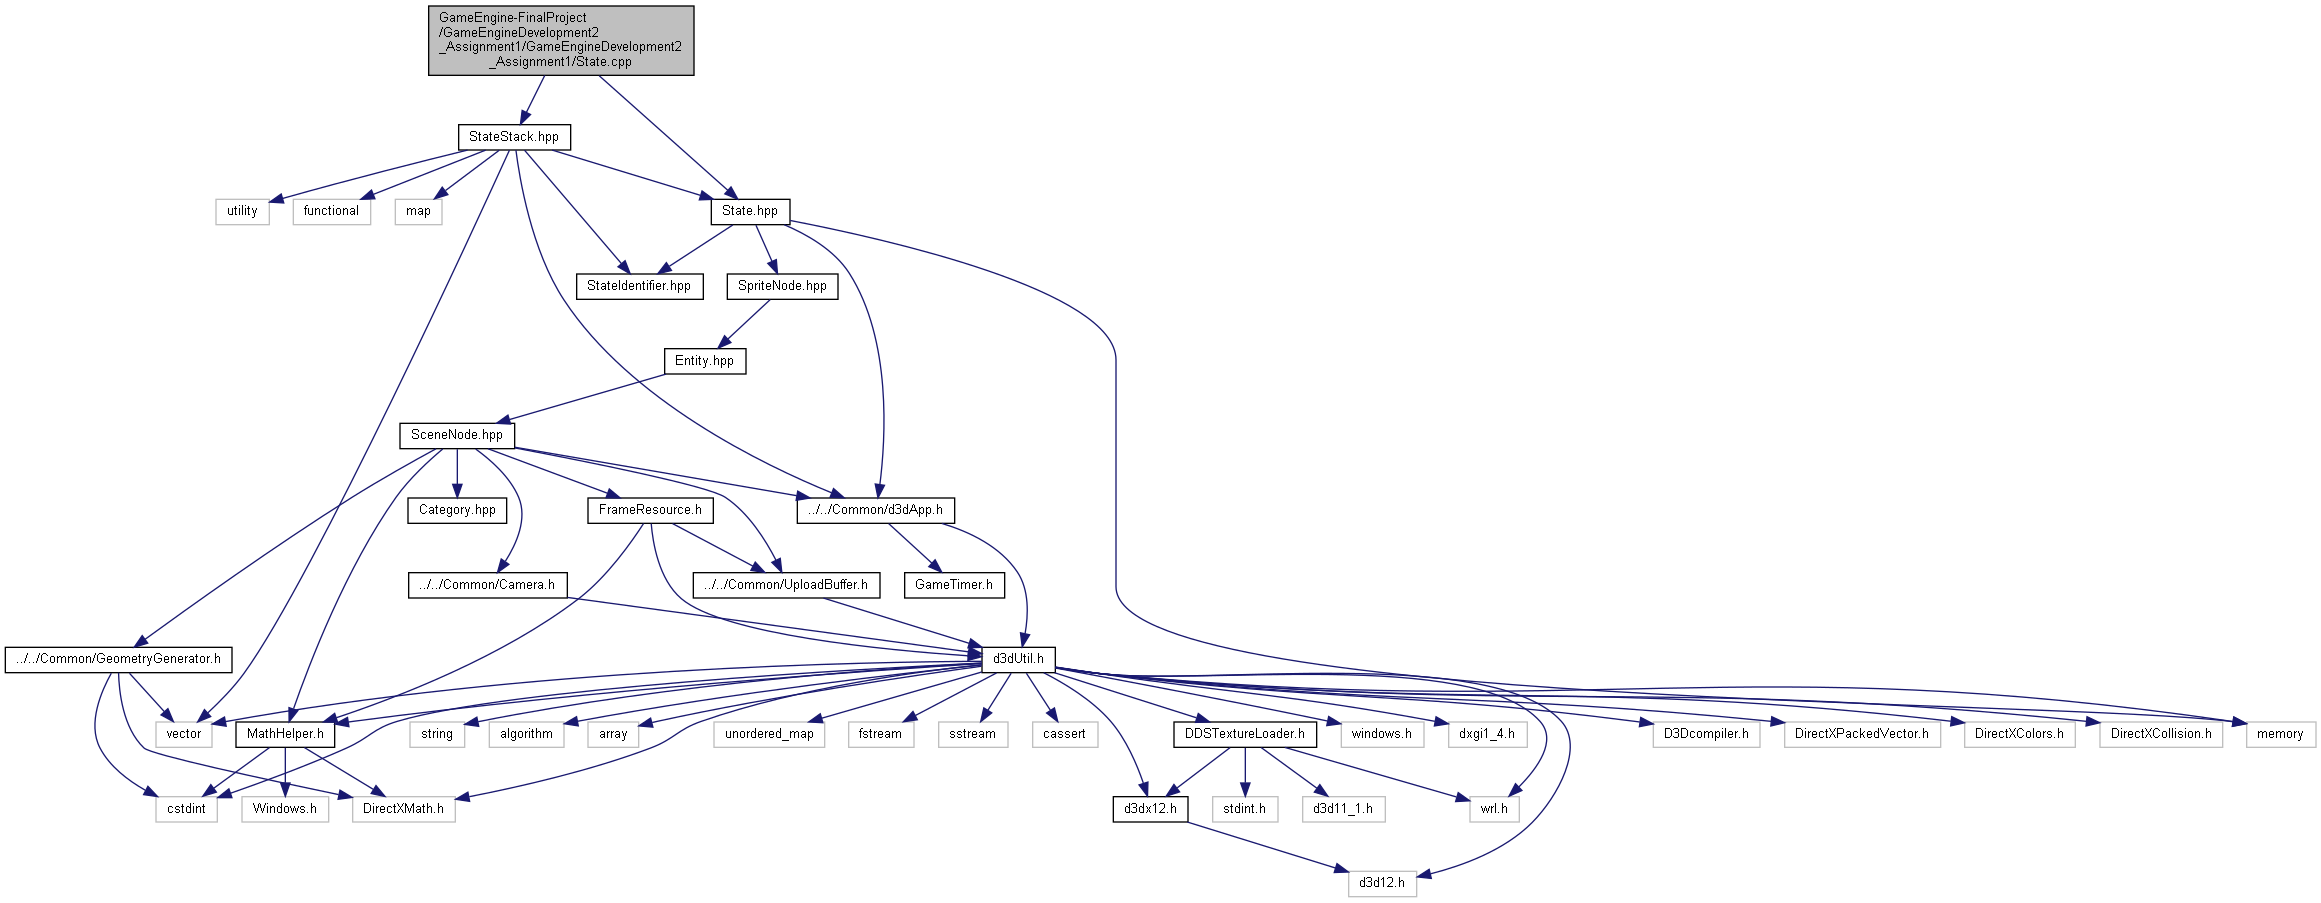 GameEngine-FinalProject
/GameEngineDevelopment2
_Assignment1/GameEngineDevelopment2
_Assignment1/State.cpp
StateStack.hpp
utility
functional
map
State.hpp
StateIdentifier.hpp
SpriteNode.hpp
Entity.hpp
SceneNode.hpp
Category.hpp
FrameResource.h
../../Common/d3dApp.h
../../Common/Camera.h
../../Common/UploadBuffer.h
GameTimer.h
../../Common/GeometryGenerator.h
d3dUtil.h
vector
MathHelper.h
string
algorithm
array
unordered_map
fstream
sstream
cassert
DDSTextureLoader.h
windows.h
dxgi1_4.h
D3Dcompiler.h
DirectXPackedVector.h
DirectXColors.h
DirectXCollision.h
memory
cstdint
Windows.h
DirectXMath.h
d3dx12.h
stdint.h
d3d11_1.h
wrl.h
d3d12.h